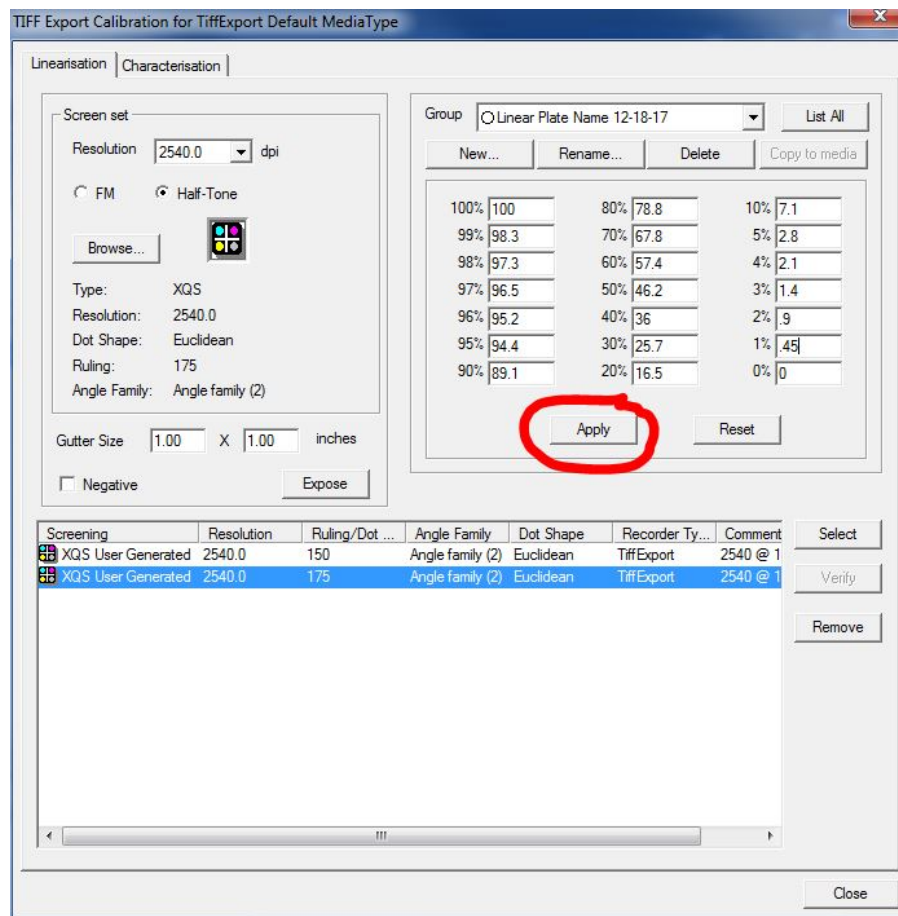 TIFF Export Calibration for TiffExport Default MediaType
Linearisation Characterisation
Screen set
Resolution 2540.0 dpi
FM Half-Tone
Browse...
Type: XQS
Resolution: 2540.0
Dot Shape: Euclidean
Ruling: 175
Angle Family: Angle family (2)
Gutter Size 1.00 X 1.00 inches
Negative Expose
Group Linear Plate Name 12-18-17 List All
New... Rename... Delete Copy to media
100% 100 80% 78.8 10% 7.1
99% 98.3 70% 67.8 5% 2.8
98% 97.3 60% 57.4 4% 2.1
97% 96.5 50% 46.2 3% 1.4
96% 95.2 40% 36 2% .9
95% 94.4 30% 25.7 1% .45
90% 89.1 20% 16.5 0% 0
Apply Reset
Screening Resolution Ruling/Dot ... Angle Family Dot Shape Recorder Ty... Comment
XQS User Generated 2540.0 150 Angle family (2) Euclidean TiffExport 2540 @ 1
XQS User Generated 2540.0 175 Angle family (2) Euclidean TiffExport 2540 @ 1
Select
Verify
Remove
Close